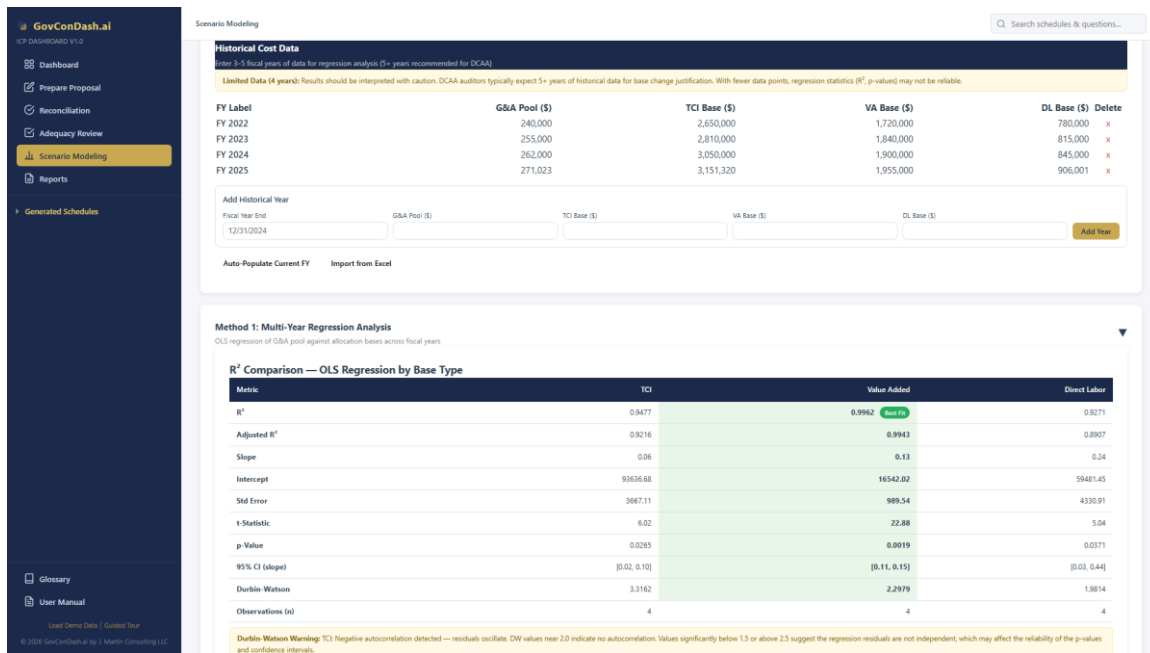 GovConDash.ai
ICP DASHBOARD V1.0
Dashboard
Prepare Proposal
Reconciliation
Adequacy Review
Scenario Modeling
Reports
Generated Schedules
Glossary
User Manual
Load Demo Data | Guided Tour
© 2026 GovConDash.ai by J. Martin Consulting LLC
Scenario Modeling
Search schedules & questions...
Historical Cost Data
Enter 3–5 fiscal years of data for regression analysis (5+ years recommended for DCAA)
Limited Data (4 years): Results should be interpreted with caution. DCAA auditors typically expect 5+ years of historical data for base change justification. With fewer data points, regression statistics (R², p-values) may not be reliable.
FY Label G&A Pool ($) TCI Base ($) VA Base ($) DL Base ($) Delete
FY 2022 240,000 2,650,000 1,720,000 780,000 x
FY 2023 255,000 2,810,000 1,840,000 815,000 x
FY 2024 262,000 3,050,000 1,900,000 845,000 x
FY 2025 271,023 3,151,320 1,955,000 906,001 x
Add Historical Year
Fiscal Year End G&A Pool ($) TCI Base ($) VA Base ($) DL Base ($)
12/31/2024 Add Year
Auto-Populate Current FY Import from Excel
Method 1: Multi-Year Regression Analysis ▼
OLS regression of G&A pool against allocation bases across fiscal years
R² Comparison — OLS Regression by Base Type
Metric TCI Value Added Direct Labor
R² 0.9477 0.9962 Best Fit 0.9271
Adjusted R² 0.9216 0.9943 0.8907
Slope 0.06 0.13 0.24
Intercept 93636.68 16542.02 59481.45
Std Error 3667.11 989.54 4330.91
t-Statistic 6.02 22.88 5.04
p-Value 0.0265 0.0019 0.0371
95% CI (slope) [0.02, 0.10] [0.11, 0.15] [0.03, 0.44]
Durbin-Watson 3.3162 2.2979 1.9814
Observations (n) 4 4 4
Durbin-Watson Warning: TCI: Negative autocorrelation detected — residuals oscillate. DW values near 2.0 indicate no autocorrelation. Values significantly below 1.5 or above 2.5 suggest the regression residuals are not independent, which may affect the reliability of the p-values
and confidence intervals.